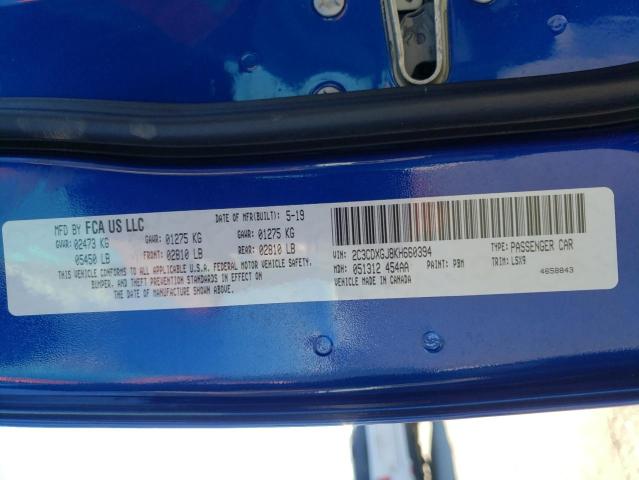 MFD BY FCA US LLC
DATE OF MFR(BUILT): 5-19
GVWR: 02473 KG
05450 LB
GAWR: 01275 KG
FRONT: 02810 LB
GAWR: 01275 KG
REAR: 02810 LB
THIS VEHICLE CONFORMS TO ALL APPLICABLE U.S.A. FEDERAL MOTOR VEHICLE SAFETY,
BUMPER, AND THEFT PREVENTION STANDARDS IN EFFECT ON
THE DATE OF MANUFACTURE SHOWN ABOVE.
VIN: 2C3CDXGJ8KH660394
TYPE: PASSENGER CAR
MDH: 051312 454AA
PAINT: PBM
TRIM: LSX9
VEHICLE MADE IN CANADA
4658843